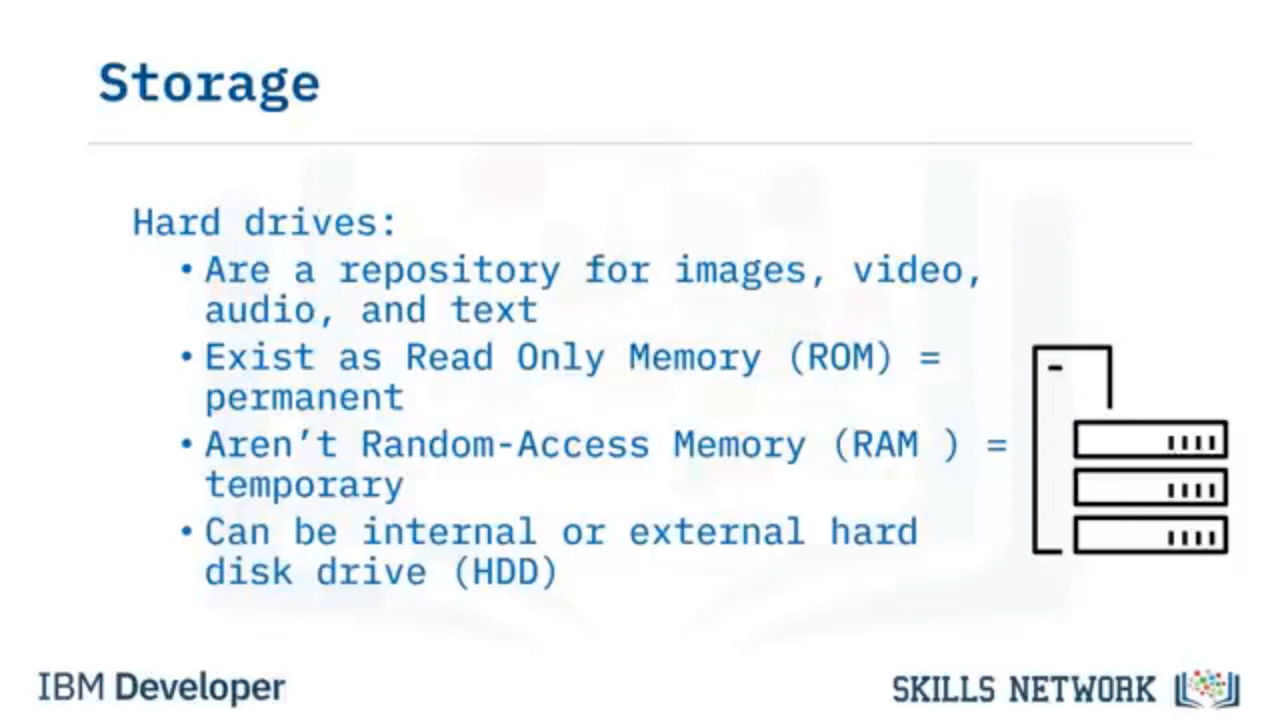 Storage
Hard drives:
• Are a repository for images, video,
audio, and text
• Exist as Read Only Memory (ROM) =
permanent
• Aren’t Random-Access Memory (RAM ) =
temporary
• Can be internal or external hard
disk drive (HDD)
IBM Developer
SKILLS NETWORK